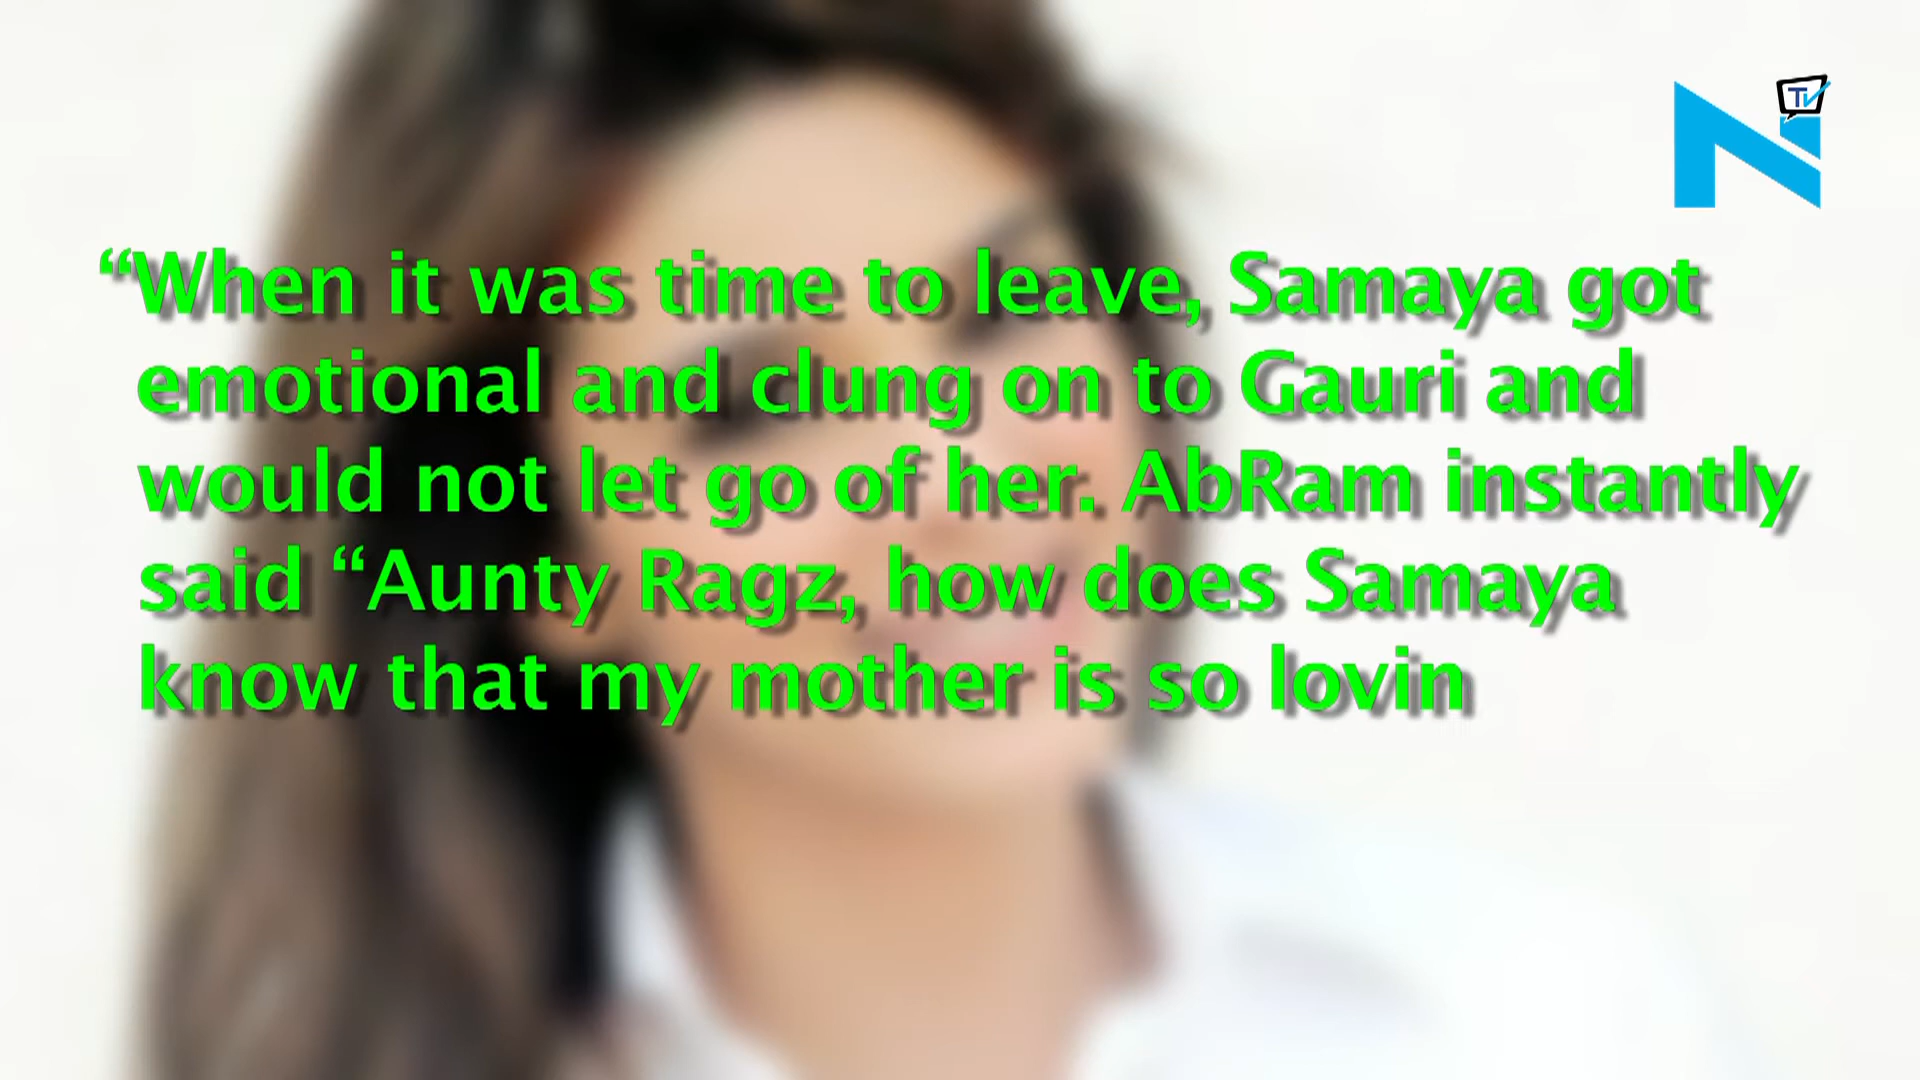 TV
“When it was time to leave, Samaya got
emotional and clung on to Gauri and
would not let go of her. AbRam instantly
said “Aunty Ragz, how does Samaya
know that my mother is so lovin